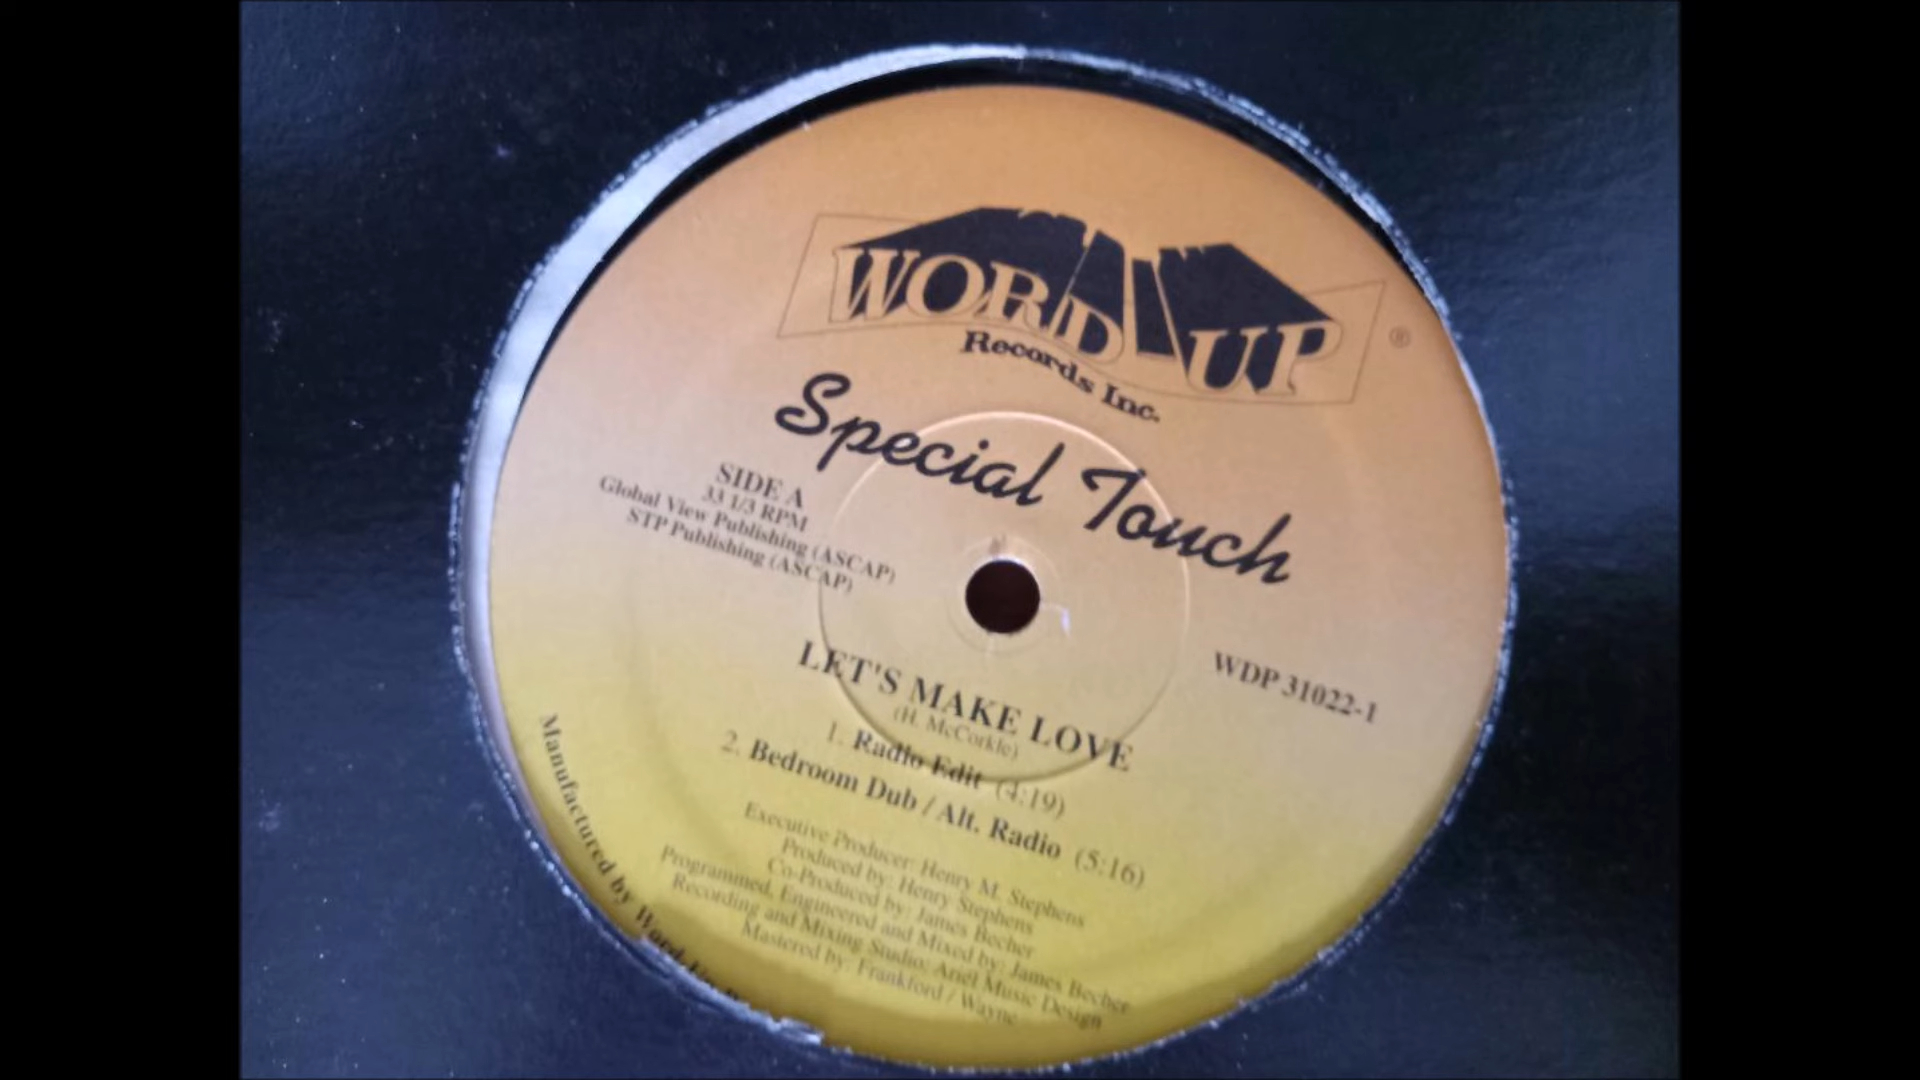 WORD UP
®
Records Inc.
Special Touch
SIDE A
33 1/3 RPM
Global View Publishing (ASCAP)
STP Publishing (ASCAP)
WDP 31022-1
LET'S MAKE LOVE
(H. McCorkle)
1. Radio Edit (4:19)
2. Bedroom Dub / Alt. Radio (5:16)
Executive Producer: Henry M. Stephens
Produced by: Henry Stephens
Co-Produced by: James Becher
Programmed, Engineered and Mixed by: James Becher
Recording and Mixing Studio: Ariel Music Design
Mastered by: Frankford / Wayne
Manufactured by Word